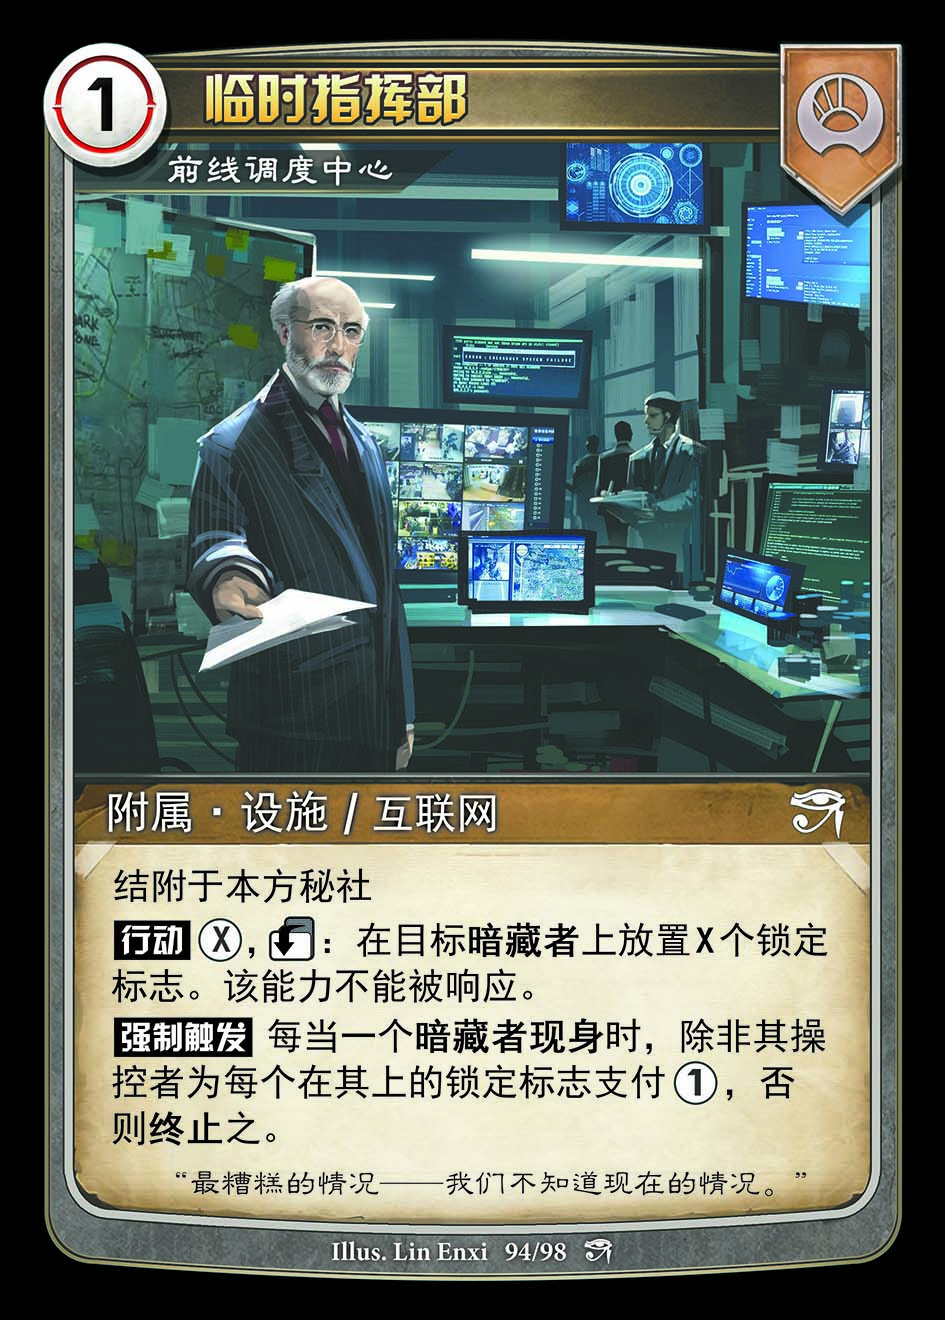 1
临时指挥部
前线调度中心
附属·设施 / 互联网
结附于本方秘社
行动 X，：在目标暗藏者上放置X个锁定
标志。该能力不能被响应。
强制触发 每当一个暗藏者现身时，除非其操
控者为每个在其上的锁定标志支付1，否
则终止之。
“最糟糕的情况——我们不知道现在的情况。”
Illus. Lin Enxi 94/98